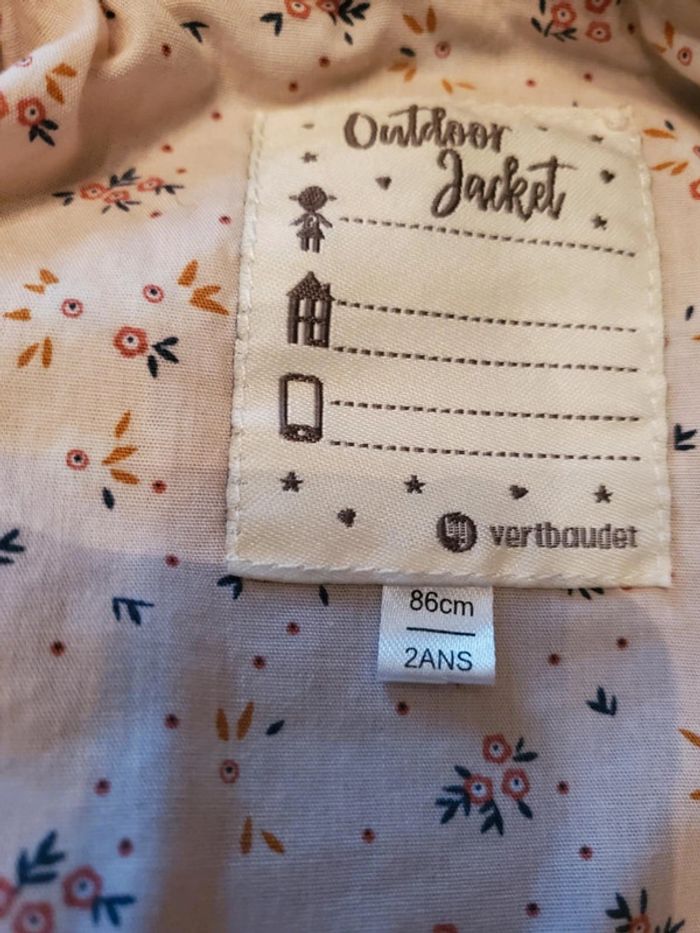 Outdoor
Jacket
vertbaudet
86cm
2ANS